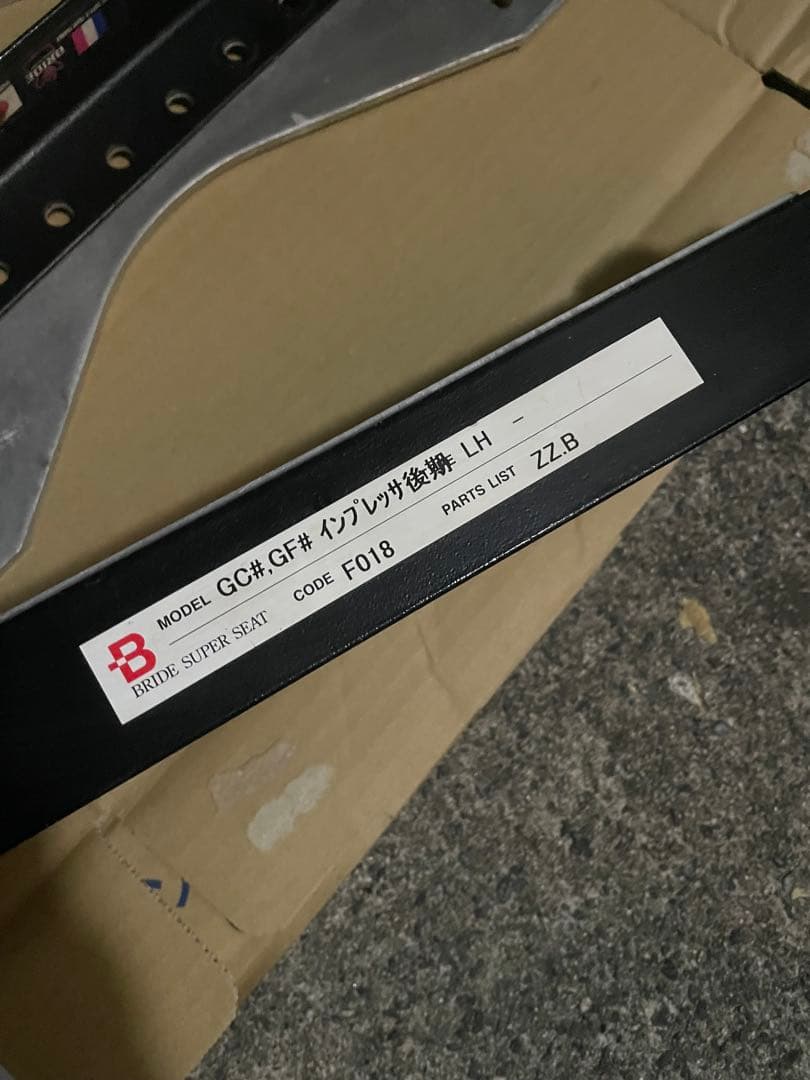 BRIDE
MODEL GC#,GF# インプレッサ後期 LH -
BRIDE SUPER SEAT CODE F018 PARTS LIST ZZ.B